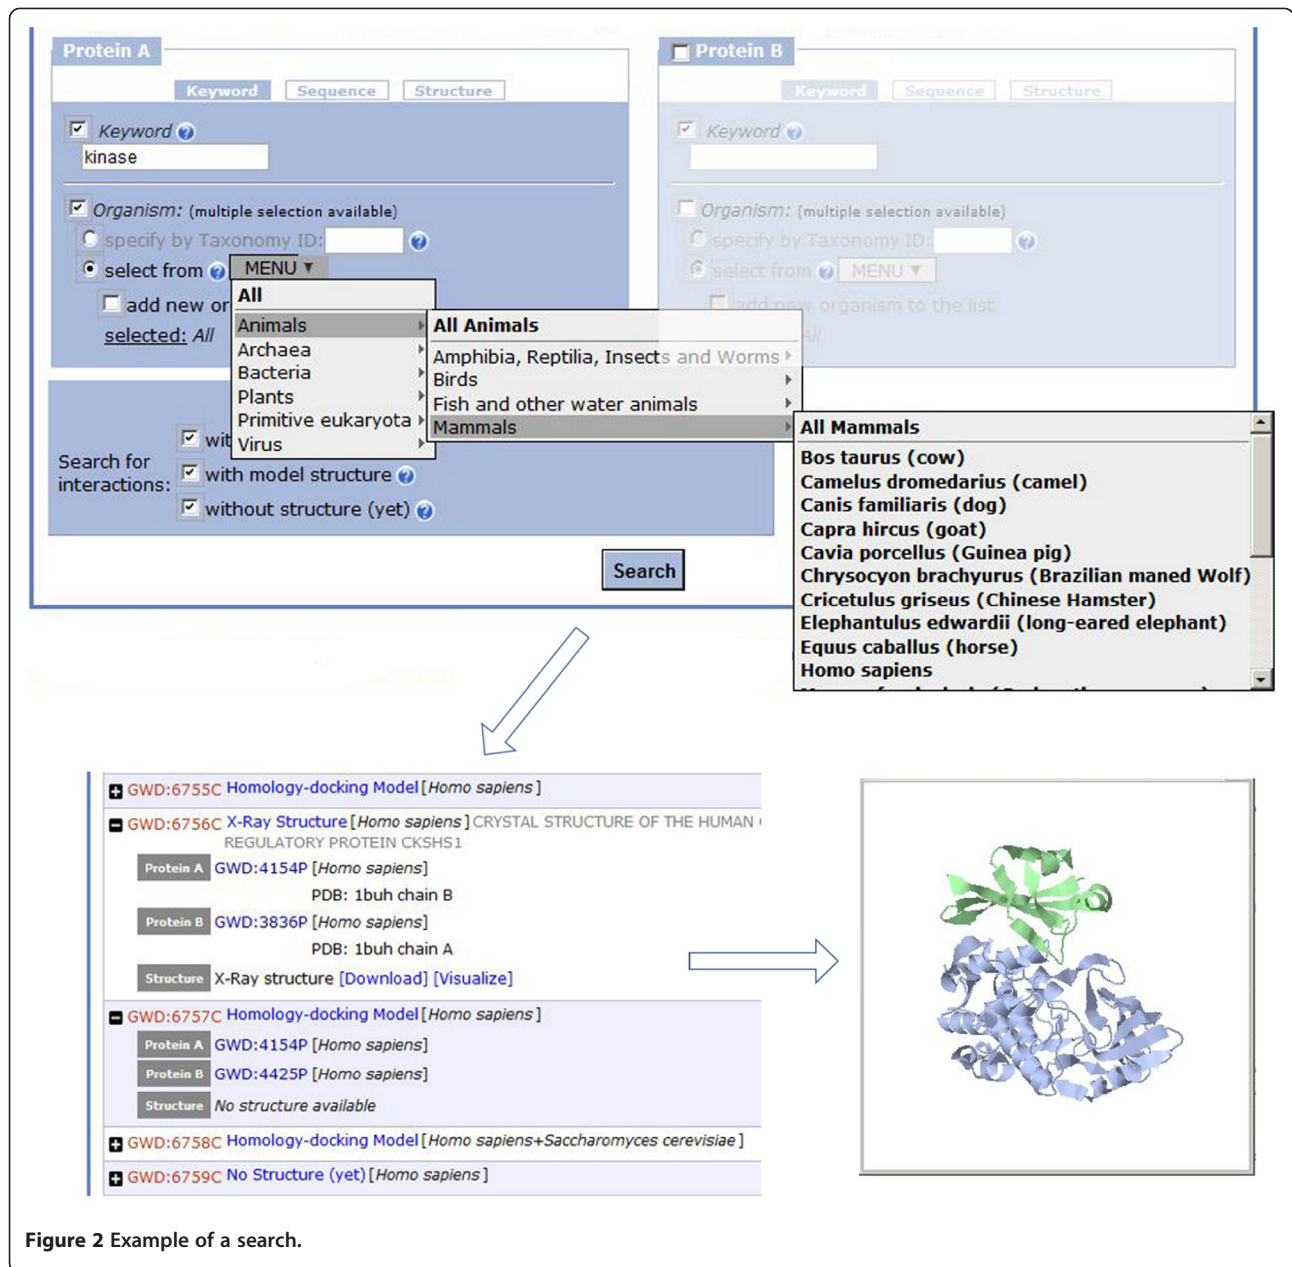 Protein A
Keyword Sequence Structure
Keyword
kinase
Organism: (multiple selection available)
specify by Taxonomy ID:
select from MENU ▼
add new or
selected: All
All
Animals
Archaea
Bacteria
Plants
Primitive eukaryota
Virus
All Animals
Amphibia, Reptilia, Insects and Worms
Birds
Fish and other water animals
Mammals
Protein B
Keyword Sequence Structure
Keyword
Organism: (multiple selection available)
specify by Taxonomy ID:
select from MENU ▼
add new organism to the list
All
All Mammals
Bos taurus (cow)
Camelus dromedarius (camel)
Canis familiaris (dog)
Capra hircus (goat)
Cavia porcellus (Guinea pig)
Chrysocyon brachyurus (Brazilian maned Wolf)
Cricetulus griseus (Chinese Hamster)
Elephantulus edwardii (long-eared elephant)
Equus caballus (horse)
Homo sapiens
Search for
interactions:
wit
with model structure
without structure (yet)
Search
GWD:6755C Homology-docking Model [Homo sapiens]
GWD:6756C X-Ray Structure [Homo sapiens] CRYSTAL STRUCTURE OF THE HUMAN
REGULATORY PROTEIN CKSHS1
Protein A GWD:4154P [Homo sapiens]
PDB: 1buh chain B
Protein B GWD:3836P [Homo sapiens]
PDB: 1buh chain A
Structure X-Ray structure [Download] [Visualize]
GWD:6757C Homology-docking Model [Homo sapiens]
Protein A GWD:4154P [Homo sapiens]
Protein B GWD:4425P [Homo sapiens]
Structure No structure available
GWD:6758C Homology-docking Model [Homo sapiens+Saccharomyces cerevisiae]
GWD:6759C No Structure (yet) [Homo sapiens]
Figure 2 Example of a search.